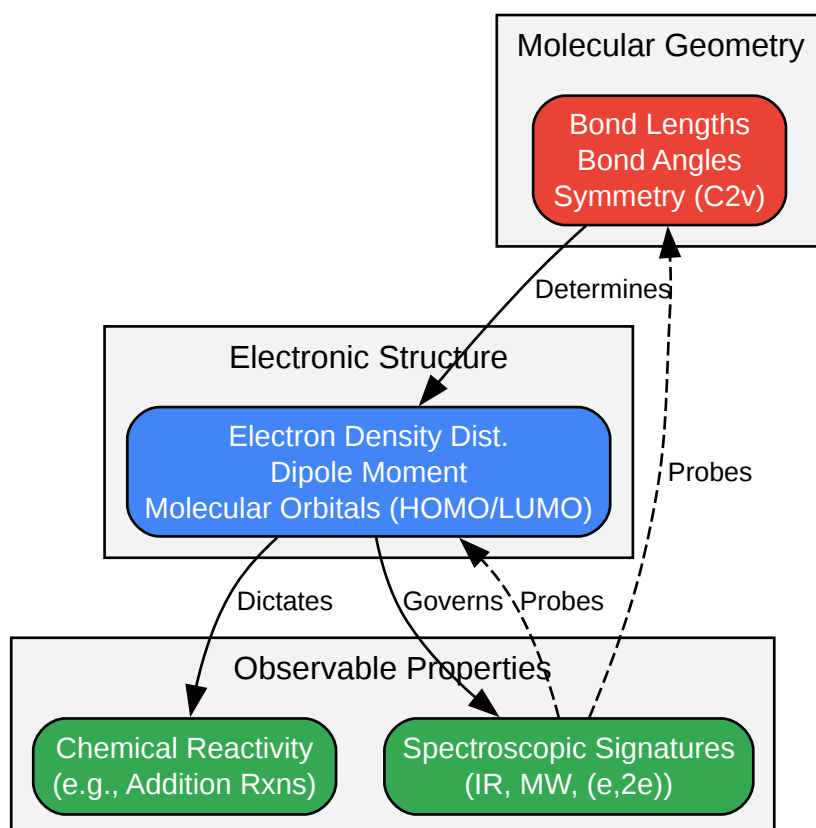 Molecular Geometry
Bond Lengths
Bond Angles
Symmetry (C2v)
Determines
Electronic Structure
Electron Density Dist.
Dipole Moment
Molecular Orbitals (HOMO/LUMO)
Probes
Dictates
Governs
Probes
Observable Properties
Chemical Reactivity
(e.g., Addition Rxns)
Spectroscopic Signatures
(IR, MW, (e,2e))